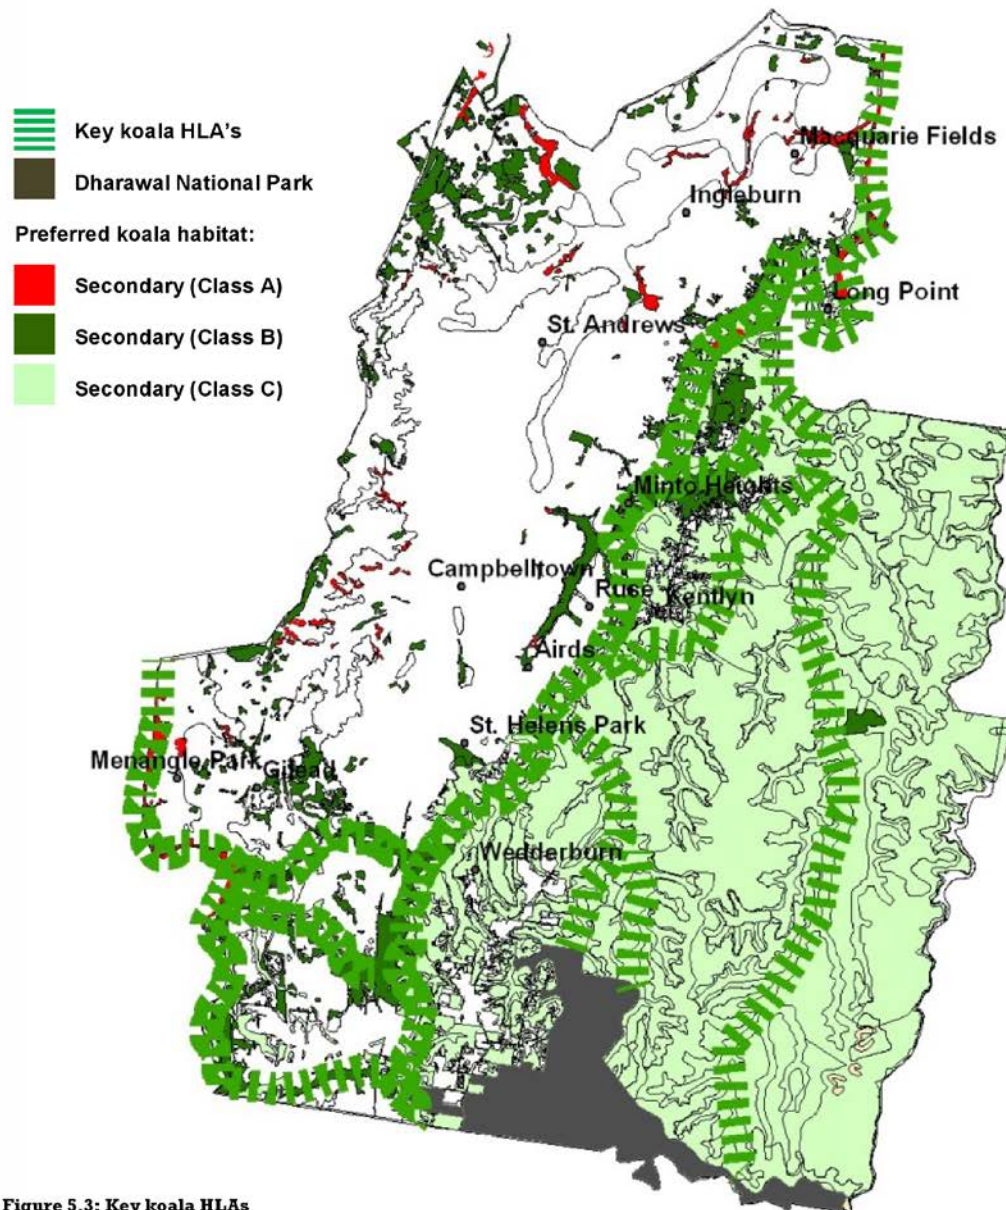 Key koala HLA's
Dharawal National Park
Preferred koala habitat:
Secondary (Class A)
Secondary (Class B)
Secondary (Class C)
Macquarie Fields
Ingleburn
Long Point
St. Andrews
Minto Heights
Campbelltown
Ruse
Kentlyn
Airds
St. Helens Park
Menangle Park
Gilead
Wedderburn
Figure 5.3: Key koala HLAs